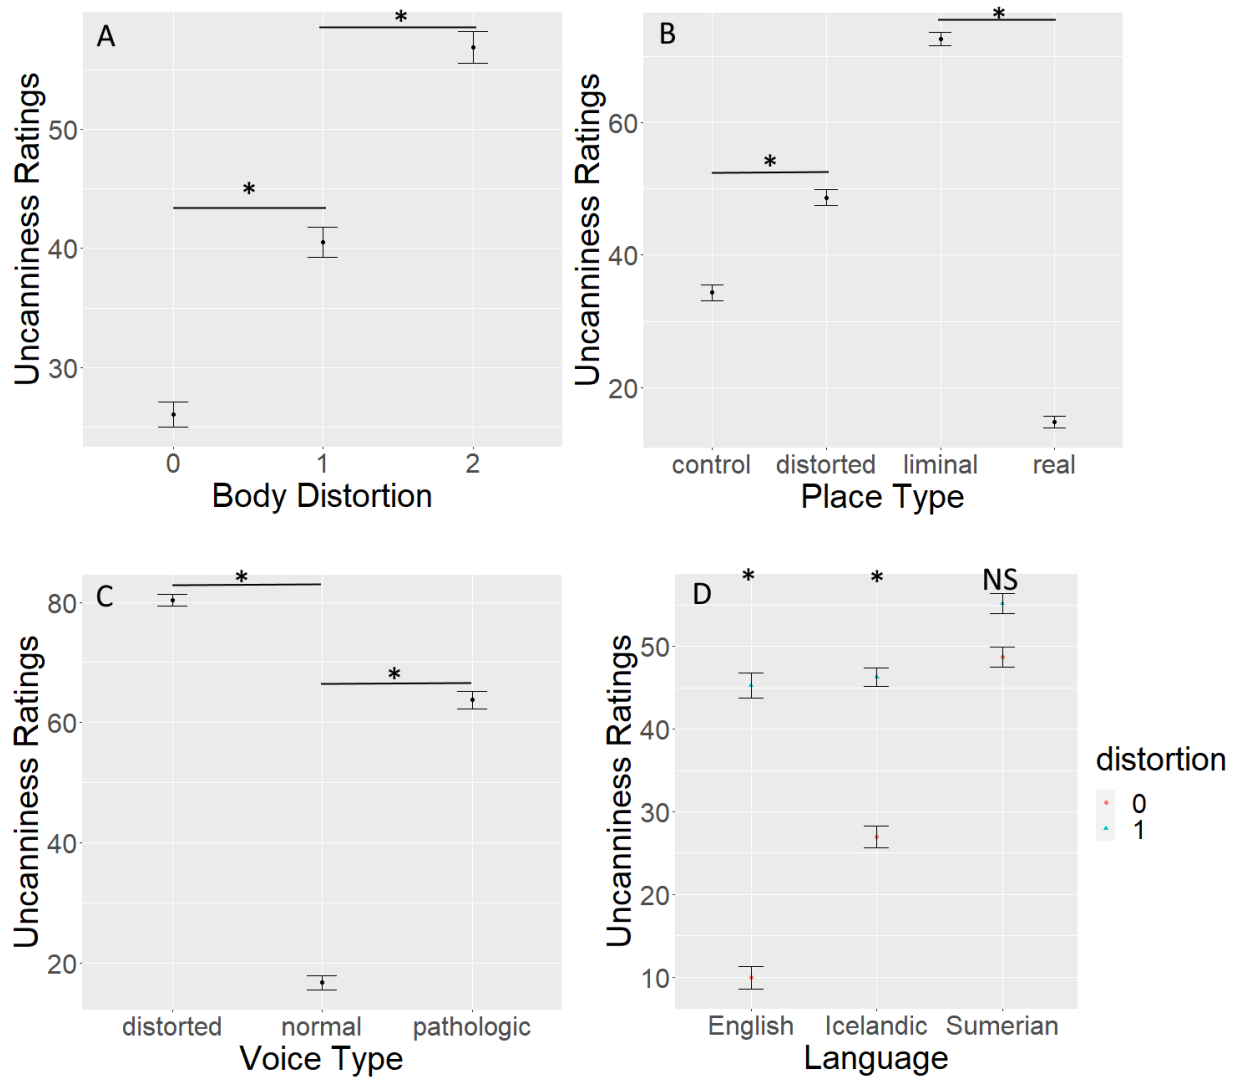 A
*
*
Uncanniness Ratings
50
40
30
0 1 2
Body Distortion
B
*
*
Uncanniness Ratings
60
40
20
control distorted liminal real
Place Type
C
*
*
Uncanniness Ratings
80
60
40
20
distorted normal pathologic
Voice Type
D
* * NS
Uncanniness Ratings
50
40
30
20
10
English Icelandic Sumerian
Language
distortion
0
1